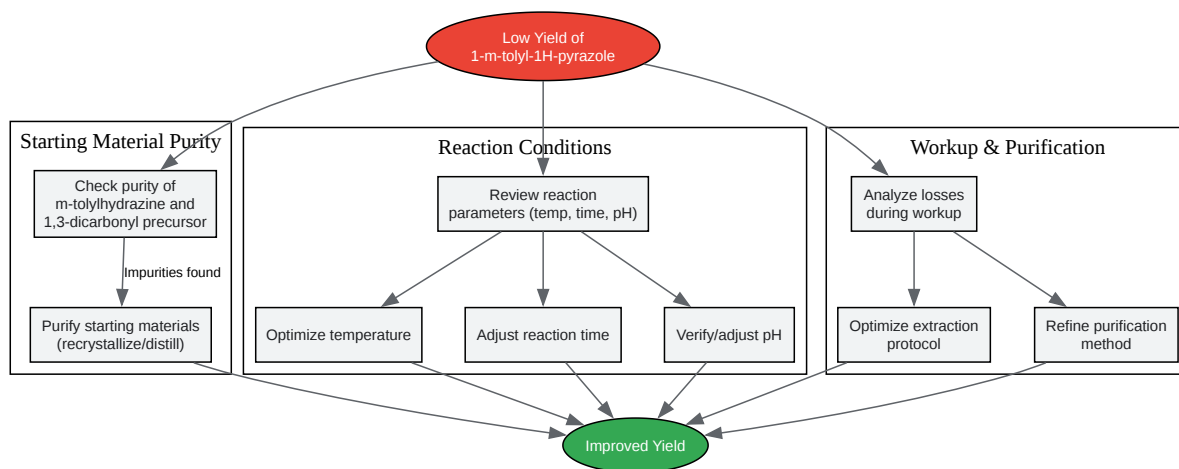 Low Yield of
1-m-tolyl-1H-pyrazole
Starting Material Purity
Reaction Conditions
Workup & Purification
Check purity of
m-tolylhydrazine and
1,3-dicarbonyl precursor
Review reaction
parameters (temp, time, pH)
Analyze losses
during workup
Impurities found
Purify starting materials
(recrystallize/distill)
Optimize temperature
Adjust reaction time
Verify/adjust pH
Optimize extraction
protocol
Refine purification
method
Improved Yield